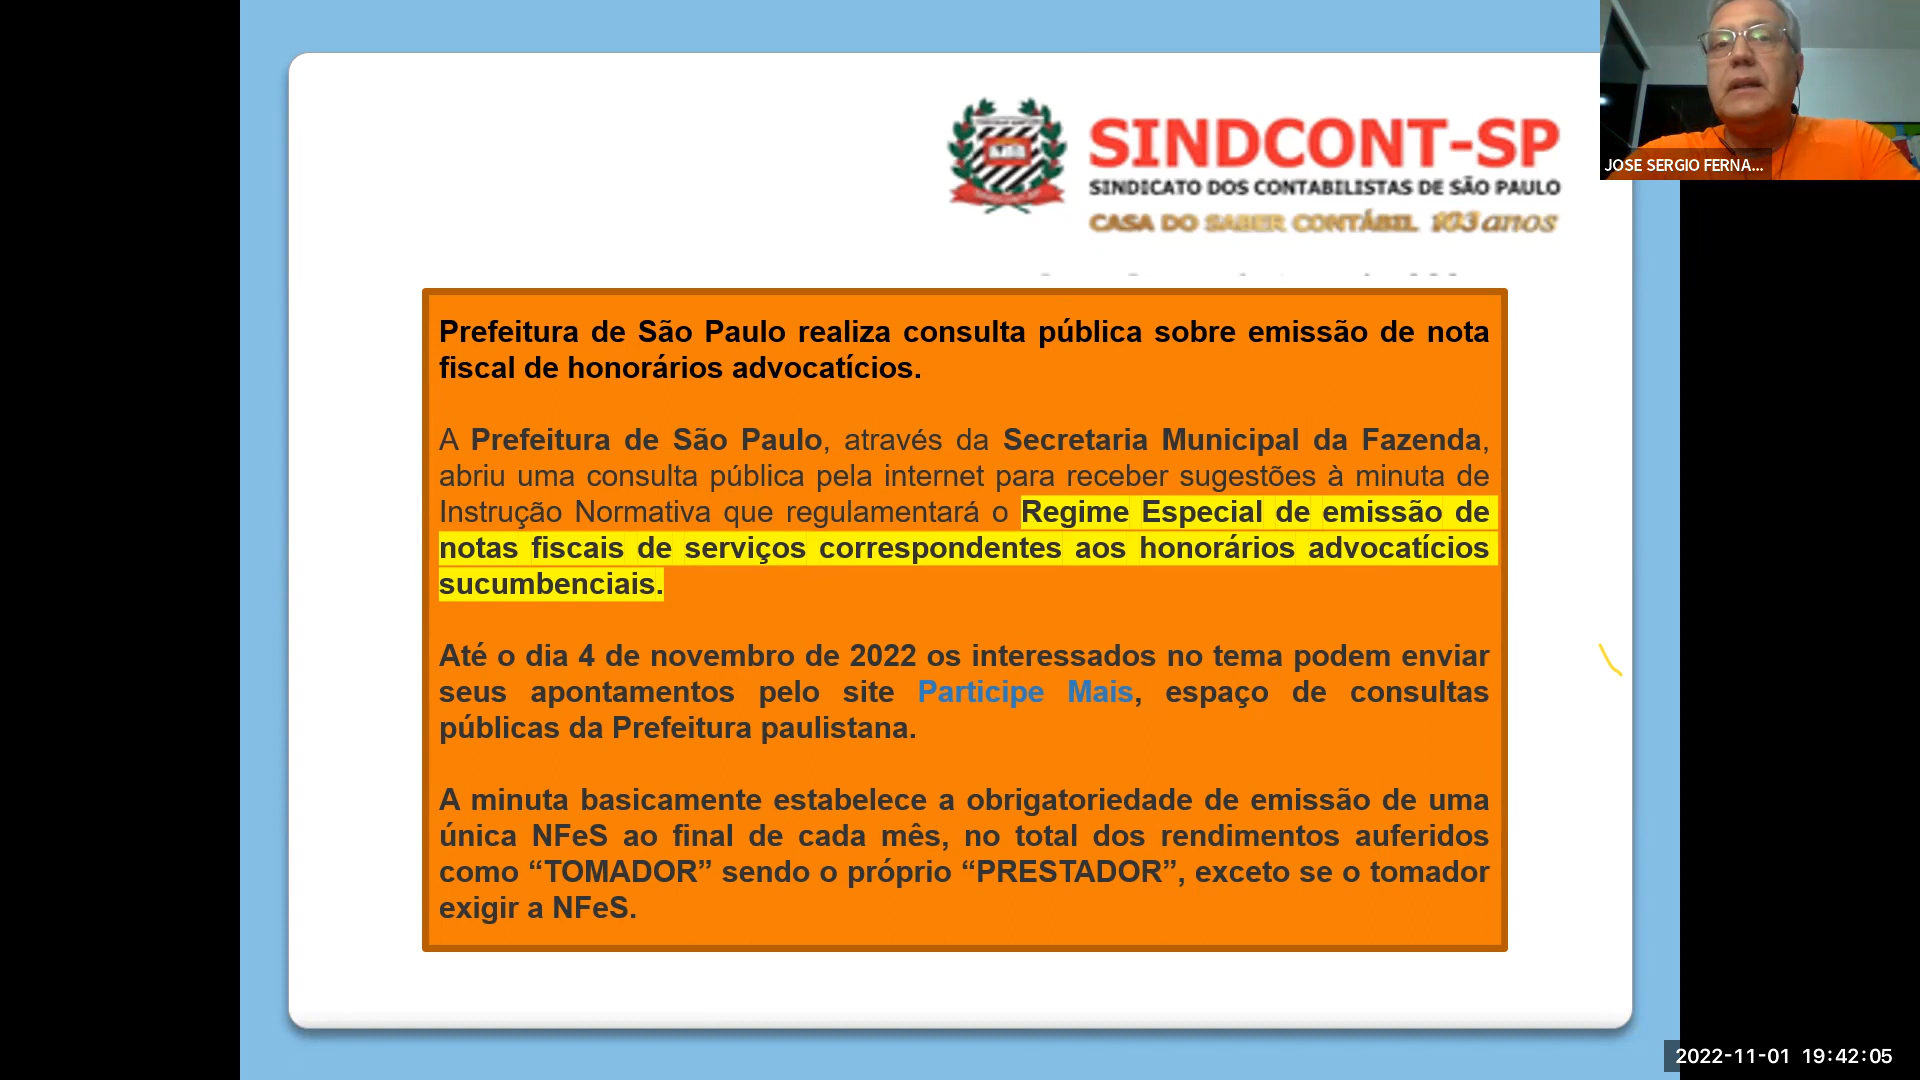 SINDCONT-SP
SINDICATO DOS CONTABILISTAS DE SÃO PAULO
CASA DO SABER CONTÁBIL 103 anos
JOSE SERGIO FERNA...
Prefeitura de São Paulo realiza consulta pública sobre emissão de nota
fiscal de honorários advocatícios.
A Prefeitura de São Paulo, através da Secretaria Municipal da Fazenda,
abriu uma consulta pública pela internet para receber sugestões à minuta de
Instrução Normativa que regulamentará o Regime Especial de emissão de
notas fiscais de serviços correspondentes aos honorários advocatícios
sucumbenciais.
Até o dia 4 de novembro de 2022 os interessados no tema podem enviar
seus apontamentos pelo site Participe Mais, espaço de consultas
públicas da Prefeitura paulistana.
A minuta basicamente estabelece a obrigatoriedade de emissão de uma
única NFeS ao final de cada mês, no total dos rendimentos auferidos
como “TOMADOR” sendo o próprio “PRESTADOR”, exceto se o tomador
exigir a NFeS.
2022-11-01 19:42:05